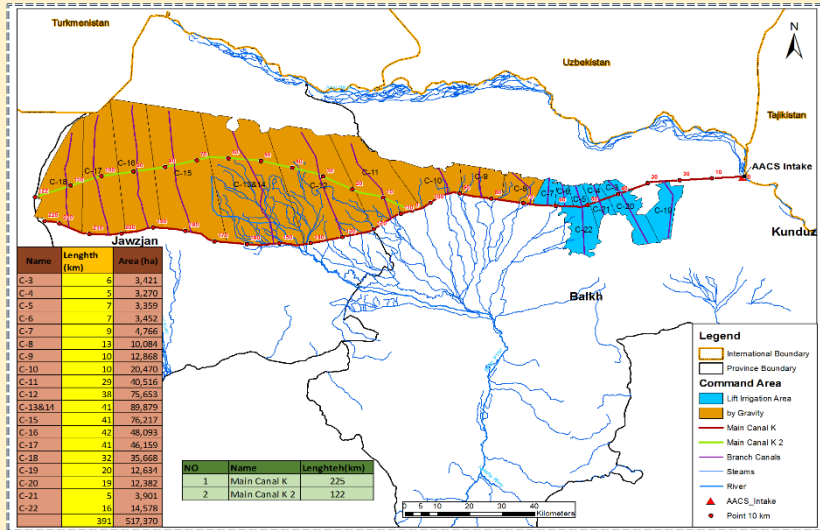 Turkmenistan
Uzbekistan
Tajikistan
N
AACS Intake
Kunduz
Jawzjan
Balkh
C-18
C-17
C-16
C-15
C-13&14
C-12
C-11
C-10
C-9
C-8
C-7
C-6
C-5
C-4
C-3
C-21
C-20
C-19
C-22
Name Lenghth (km) Area (ha)
C-3 6 3,421
C-4 5 3,270
C-5 7 3,359
C-6 7 3,452
C-7 9 4,766
C-8 13 10,084
C-9 10 12,868
C-10 10 20,470
C-11 29 40,516
C-12 38 75,653
C-13&14 41 89,879
C-15 41 76,217
C-16 42 48,093
C-17 41 46,159
C-18 32 35,668
C-19 20 12,634
C-20 19 12,382
C-21 5 3,901
C-22 16 14,578
391 517,370
NO Name Lenghteh(km)
1 Main Canal K 225
2 Main Canal K 2 122
0 5 10 20 30 40
Kilometers
Legend
International Boundary
Province Boundary
Command Area
Lift Irrigation Area
by Gravity
Main Canal K
Main Canal K 2
Branch Canals
Steams
River
AACS_Intake
Point 10 km